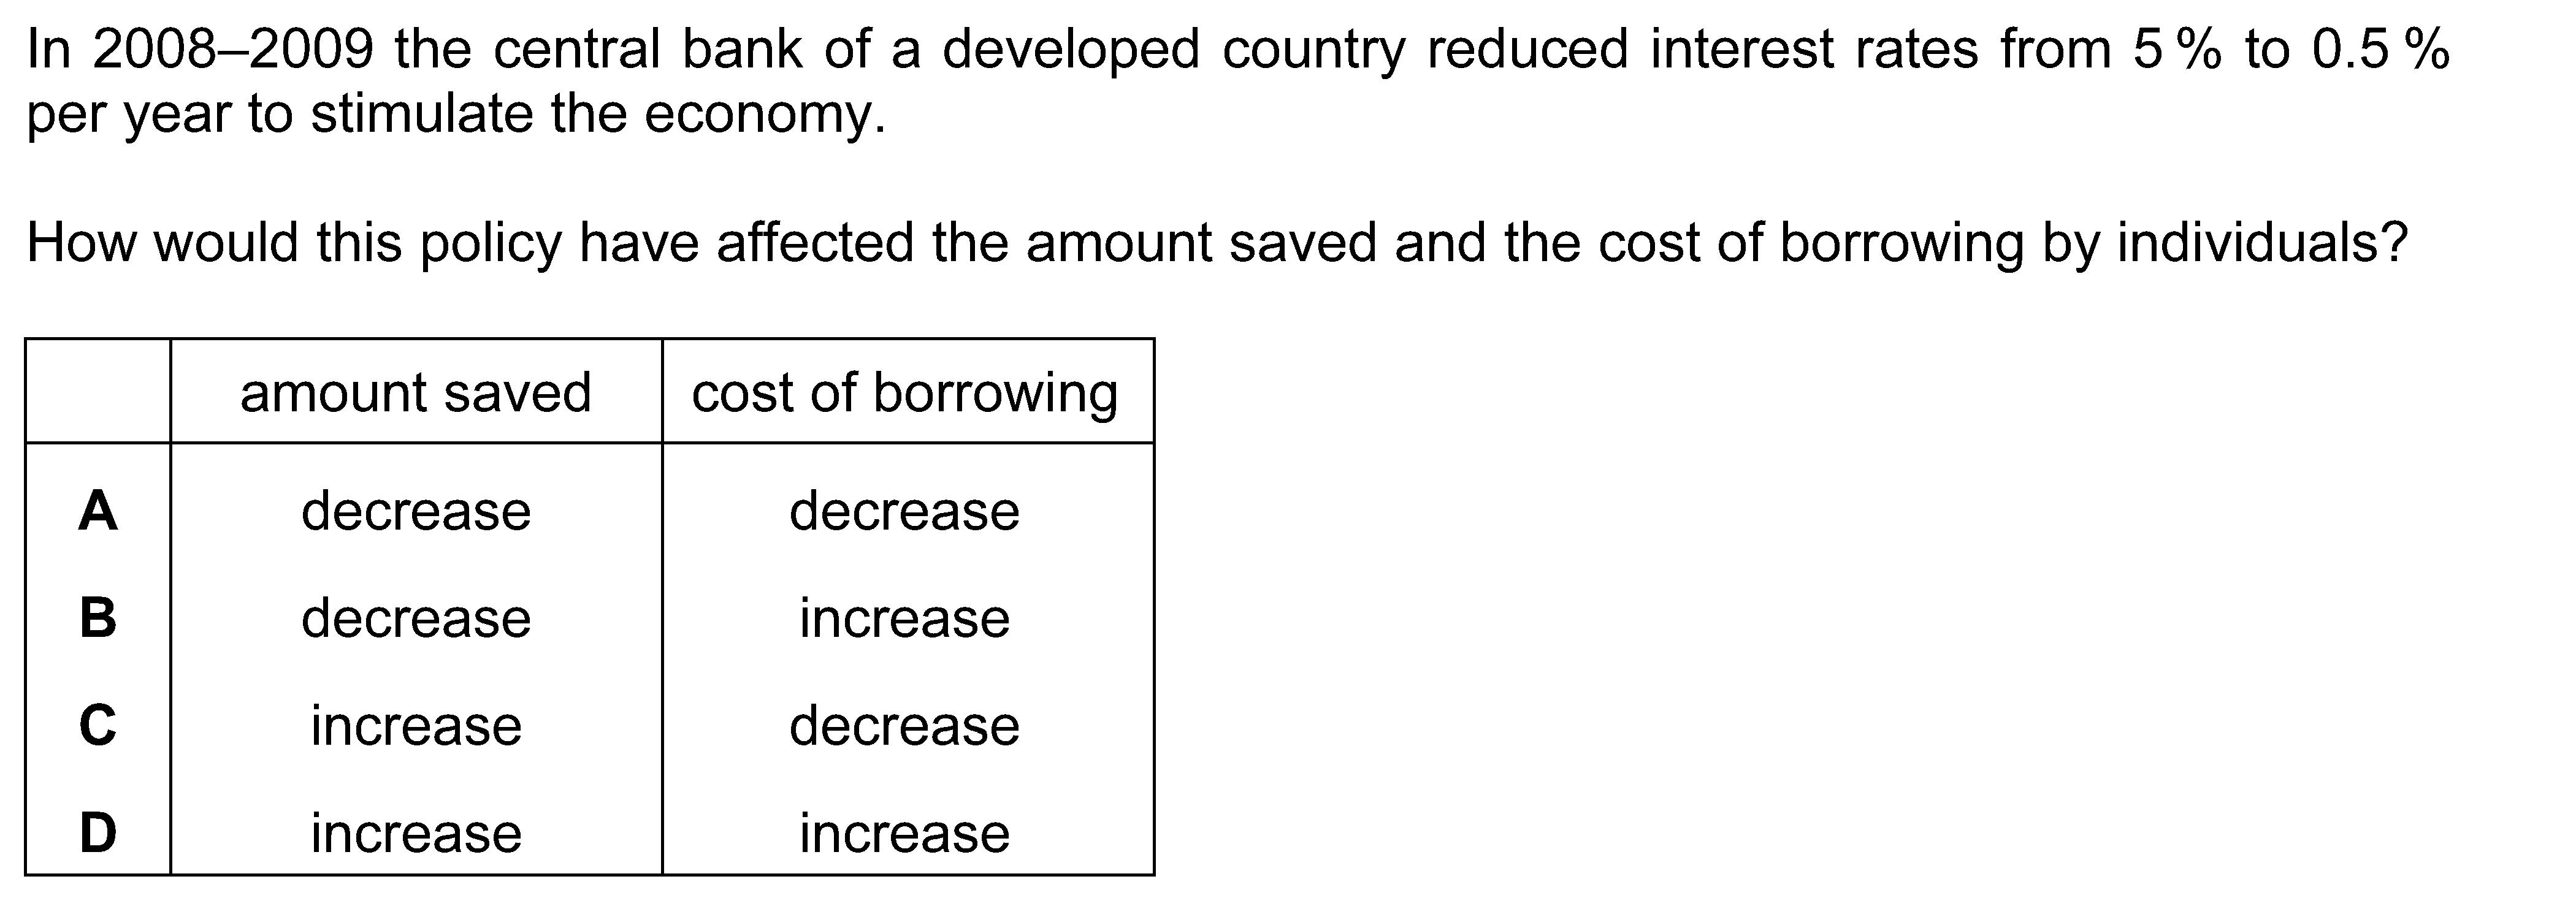 In 2008–2009 the central bank of a developed country reduced interest rates from 5 % to 0.5 %
per year to stimulate the economy.
How would this policy have affected the amount saved and the cost of borrowing by individuals?
amount saved cost of borrowing
A decrease decrease
B decrease increase
C increase decrease
D increase increase